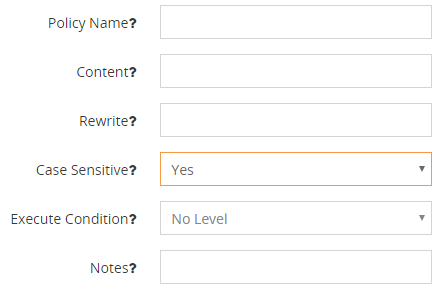 Policy Name?
Content?
Rewrite?
Case Sensitive? Yes
Execute Condition? No Level
Notes?